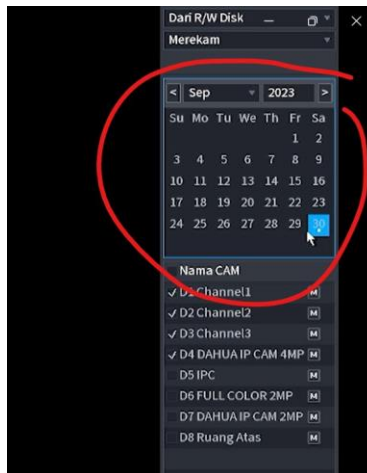 Dari R/W Disk
Merekam
< Sep 2023 >
Su Mo Tu We Th Fr Sa
1 2
3 4 5 6 7 8 9
10 11 12 13 14 15 16
17 18 19 20 21 22 23
24 25 26 27 28 29 30
Nama CAM
D1 Channel1 M
D2 Channel2 M
D3 Channel3 M
D4 DAHUA IP CAM 4MP M
D5 IPC M
D6 FULL COLOR 2MP M
D7 DAHUA IP CAM 2MP M
D8 Ruang Atas M